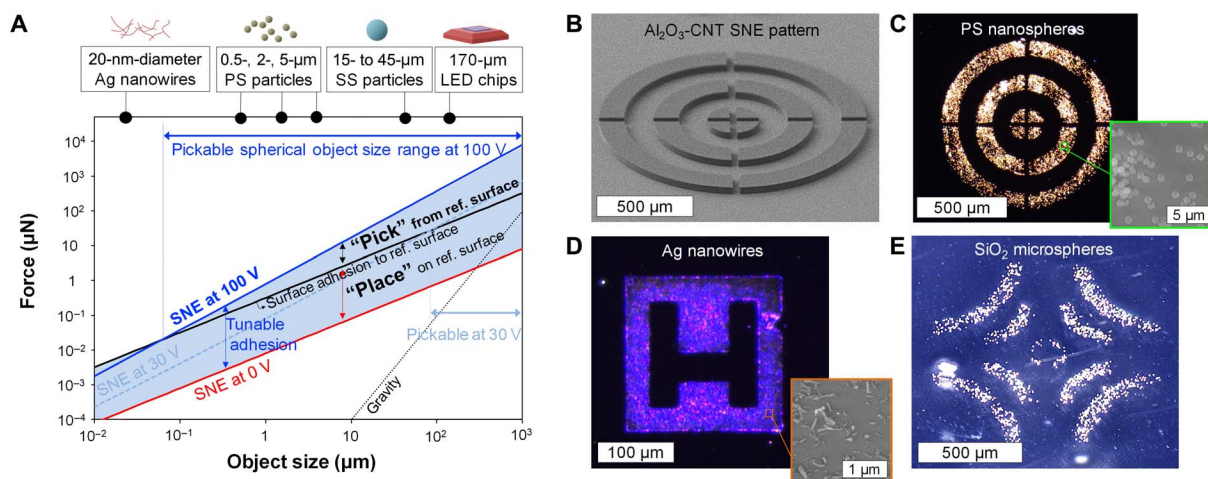 A
20-nm-diameter
Ag nanowires
0.5-, 2-, 5-μm
PS particles
15- to 45-μm
SS particles
170-μm
LED chips
Force (μN)
10⁴
10³
10²
10
1
10⁻¹
10⁻²
10⁻³
10⁻⁴
Pickable spherical object size range at 100 V
"Pick" from ref. surface
Surface adhesion to ref. surface
"Place" on ref. surface
SNE at 100 V
Tunable
adhesion
Pickable at 30 V
SNE at 30 V
SNE at 0 V
Gravity
10⁻² 10⁻¹ 1 10 10² 10³
Object size (μm)
B
Al₂O₃-CNT SNE pattern
500 μm
C
PS nanospheres
500 μm
5 μm
D
Ag nanowires
100 μm
1 μm
E
SiO₂ microspheres
500 μm